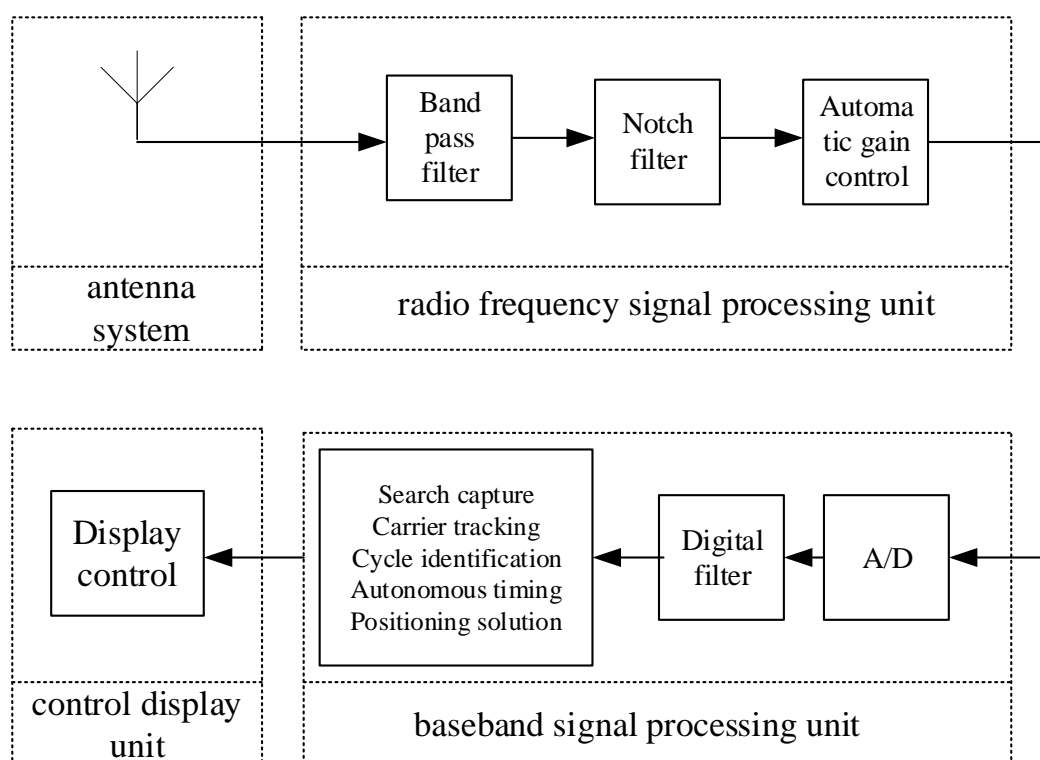 Band
pass
filter
Notch
filter
Automa
tic gain
control
antenna
system
radio frequency signal processing unit
Display
control
Search capture
Carrier tracking
Cycle identification
Autonomous timing
Positioning solution
Digital
filter
A/D
control display
unit
baseband signal processing unit